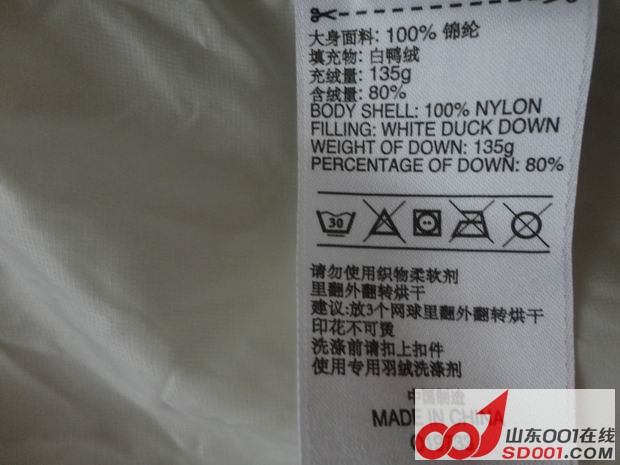 大身面料: 100% 锦纶
填充物: 白鸭绒
充绒量: 135g
含绒量: 80%
BODY SHELL: 100% NYLON
FILLING: WHITE DUCK DOWN
WEIGHT OF DOWN: 135g
PERCENTAGE OF DOWN: 80%
30
请勿使用织物柔软剂
里翻外翻转烘干
建议:放3个网球里翻外翻转烘干
印花不可烫
洗涤前请扣上扣件
使用专用羽绒洗涤剂
中国制造
MADE IN CHINA
山东001在线
SD001.COM